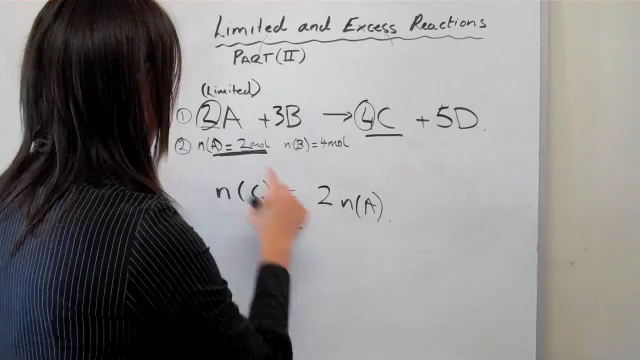 Limited and Excess Reactions
PART (II)
(Limited)
① 2A + 3B → 4C + 5D.
② n(A) = 2mol n(B) = 4mol
n(C) = 2 n(A).